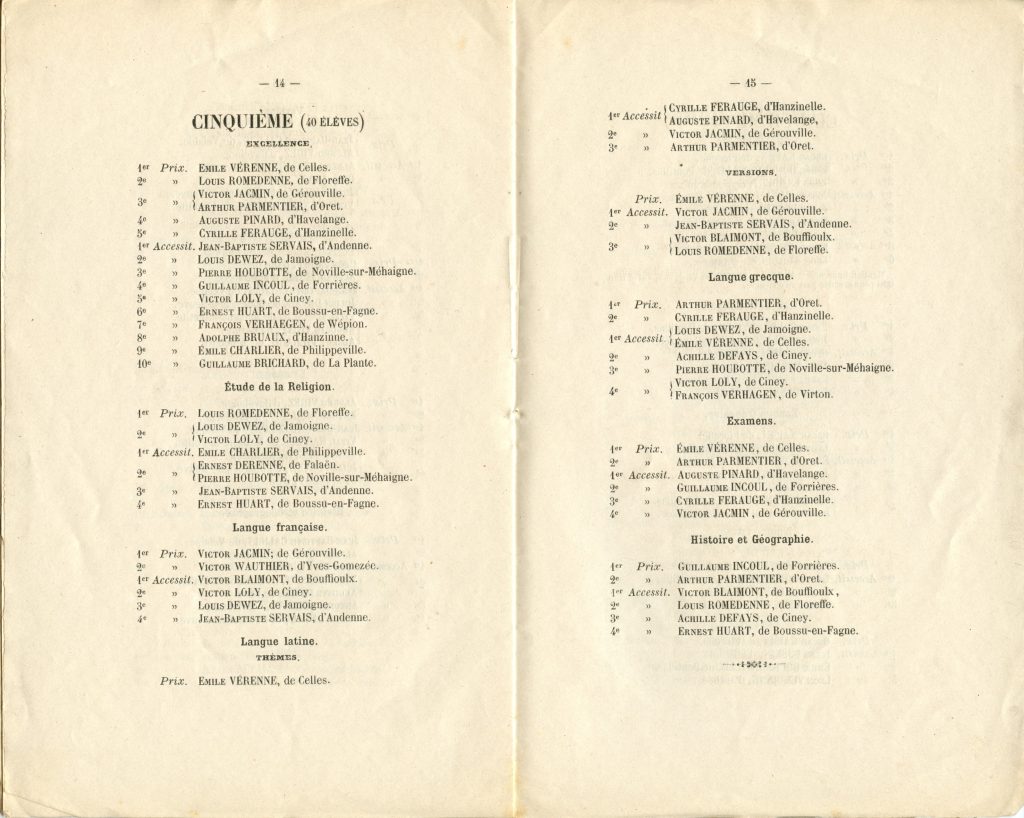 — 14 —
CINQUIÈME (40 ÉLÈVES)
EXCELLENCE.
1er Prix. EMILE VÉRENNE, de Celles.
2e » LOUIS ROMEDENNE, de Floreffe.
3e » { VICTOR JACMIN, de Gérouville.
ARTHUR PARMENTIER, d'Oret.
4e » AUGUSTE PINARD, d'Havelange.
5e » CYRILLE FERAUGE, d'Hanzinelle.
1er Accessit. JEAN-BAPTISTE SERVAIS, d'Andenne.
2e » LOUIS DEWEZ, de Jamoigne.
3e » PIERRE HOUBOTTE, de Noville-sur-Méhaigne.
4e » GUILLAUME INCOUL, de Forrières.
5e » VICTOR LOLY, de Ciney.
6e » ERNEST HUART, de Boussu-en-Fagne.
7e » FRANÇOIS VERHAEGEN, de Wépion.
8e » ADOLPHE BRUAUX, d'Hanzinne.
9e » ÉMILE CHARLIER, de Philippeville.
10e » GUILLAUME BRICHARD, de La Plante.
Étude de la Religion.
1er Prix. LOUIS ROMEDENNE, de Floreffe.
2e » { LOUIS DEWEZ, de Jamoigne.
VICTOR LOLY, de Ciney.
1er Accessit. EMILE CHARLIER, de Philippeville.
2e » { ERNEST DERENNE, de Falaën.
PIERRE HOUBOTTE, de Noville-sur-Méhaigne.
3e » JEAN-BAPTISTE SERVAIS, d'Andenne.
4e » ERNEST HUART, de Boussu-en-Fagne.
Langue française.
1er Prix. VICTOR JACMIN; de Gérouville.
2e » VICTOR WAUTHIER, d'Yves-Gomezée.
1er Accessit. VICTOR BLAIMONT, de Bouffioulx.
2e » VICTOR LOLY, de Ciney.
3e » LOUIS DEWEZ, de Jamoigne.
4e » JEAN-BAPTISTE SERVAIS, d'Andenne.
Langue latine.
THÈMES.
Prix. EMILE VÉRENNE, de Celles.
— 15 —
1er Accessit { CYRILLE FERAUGE, d'Hanzinelle.
AUGUSTE PINARD, d'Havelange,
2e » VICTOR JACMIN, de Gérouville.
3e » ARTHUR PARMENTIER, d'Oret.
VERSIONS.
Prix. ÉMILE VÉRENNE, de Celles.
1er Accessit. VICTOR JACMIN, de Gérouville.
2e » JEAN-BAPTISTE SERVAIS, d'Andenne.
3e » { VICTOR BLAIMONT, de Bouffioulx.
LOUIS ROMEDENNE, de Floreffe.
Langue grecque.
1er Prix. ARTHUR PARMENTIER, d'Oret.
2e » CYRILLE FERAUGE, d'Hanzinelle.
1er Accessit { LOUIS DEWEZ, de Jamoigne.
ÉMILE VÉRENNE, de Celles.
2e » ACHILLE DEFAYS, de Ciney.
3e » PIERRE HOUBOTTE, de Noville-sur-Méhaigne.
4e » { VICTOR LOLY, de Ciney.
FRANÇOIS VERHAGEN, de Virton.
Examens.
1er Prix. ÉMILE VÉRENNE, de Celles.
2e » ARTHUR PARMENTIER, d'Oret.
1er Accessit. AUGUSTE PINARD, d'Havelange.
2e » GUILLAUME INCOUL, de Forrières.
3e » CYRILLE FERAUGE, d'Hanzinelle.
4e » VICTOR JACMIN, de Gérouville.
Histoire et Géographie.
1er Prix. GUILLAUME INCOUL, de Forrières.
2e » ARTHUR PARMENTIER, d'Oret.
1er Accessit. VICTOR BLAIMONT, de Bouffioulx,
2e » LOUIS ROMEDENNE, de Floreffe.
3e » ACHILLE DEFAYS, de Ciney.
4e » ERNEST HUART, de Boussu-en-Fagne.